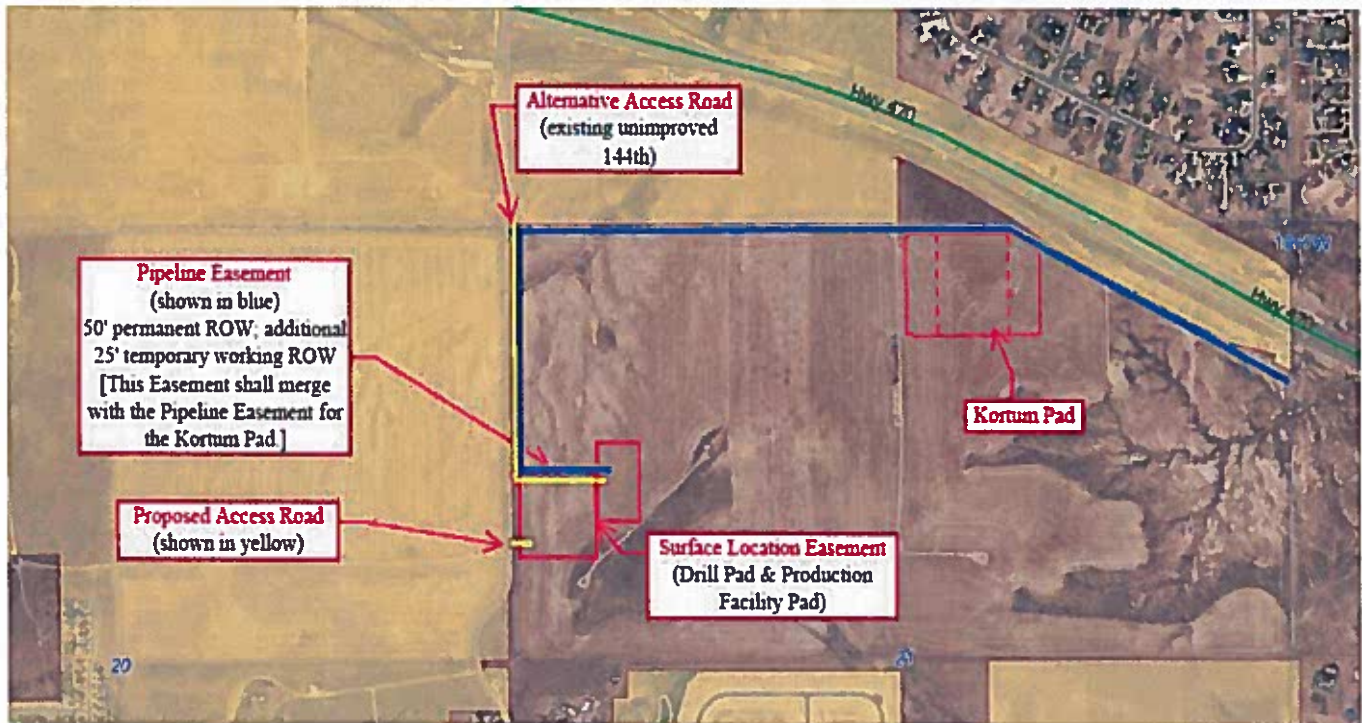 HWY 470
Alternative Access Road
(existing unimproved
144th)
Pipeline Easement
(shown in blue)
50' permanent ROW; additional
25' temporary working ROW
[This Easement shall merge
with the Pipeline Easement for
the Kortum Pad.]
HWY 470
Kortum Pad
Proposed Access Road
(shown in yellow)
Surface Location Easement
(Drill Pad & Production
Facility Pad)
20
21